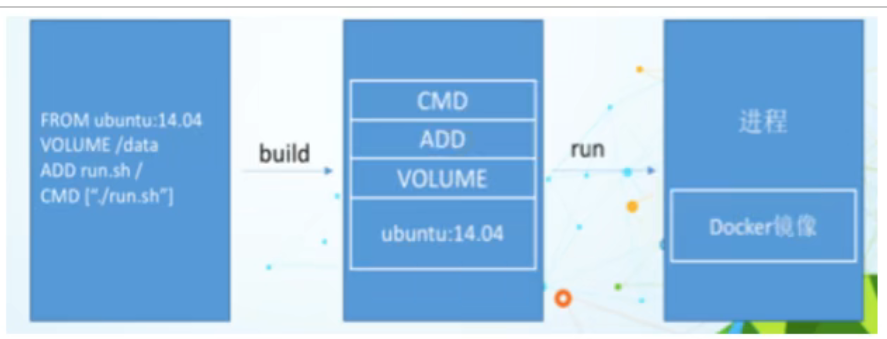 FROM ubuntu:14.04
VOLUME /data
ADD run.sh /
CMD [“./run.sh”]
build
CMD
ADD
VOLUME
ubuntu:14.04
run
进程
Docker镜像